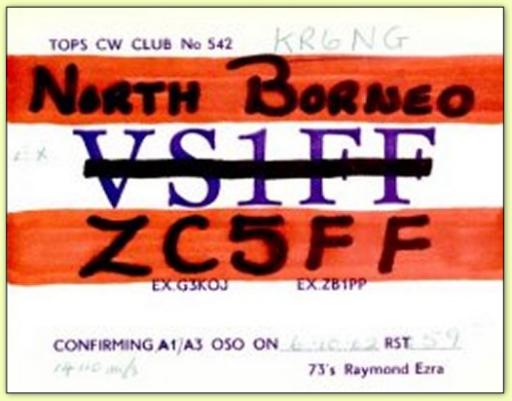 TOPS CW CLUB No 542 KR6NG
NORTH BORNEO
EX VS1FF
ZC5FF
EX.G3KOJ EX.ZB1PP
CONFIRMING A1/A3 QSO ON 6-10-62 RST 59
73's Raymond Ezra